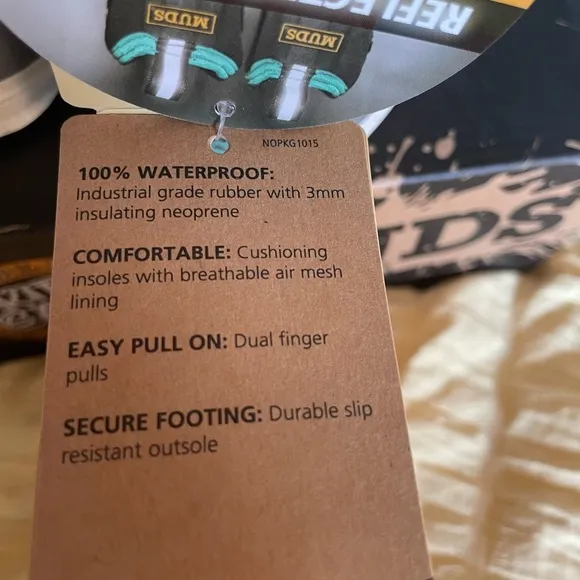 MUDS
MUDS
NOPKG1015
100% WATERPROOF:
Industrial grade rubber with 3mm
insulating neoprene
COMFORTABLE: Cushioning
insoles with breathable air mesh
lining
EASY PULL ON: Dual finger
pulls
SECURE FOOTING: Durable slip
resistant outsole
UDS